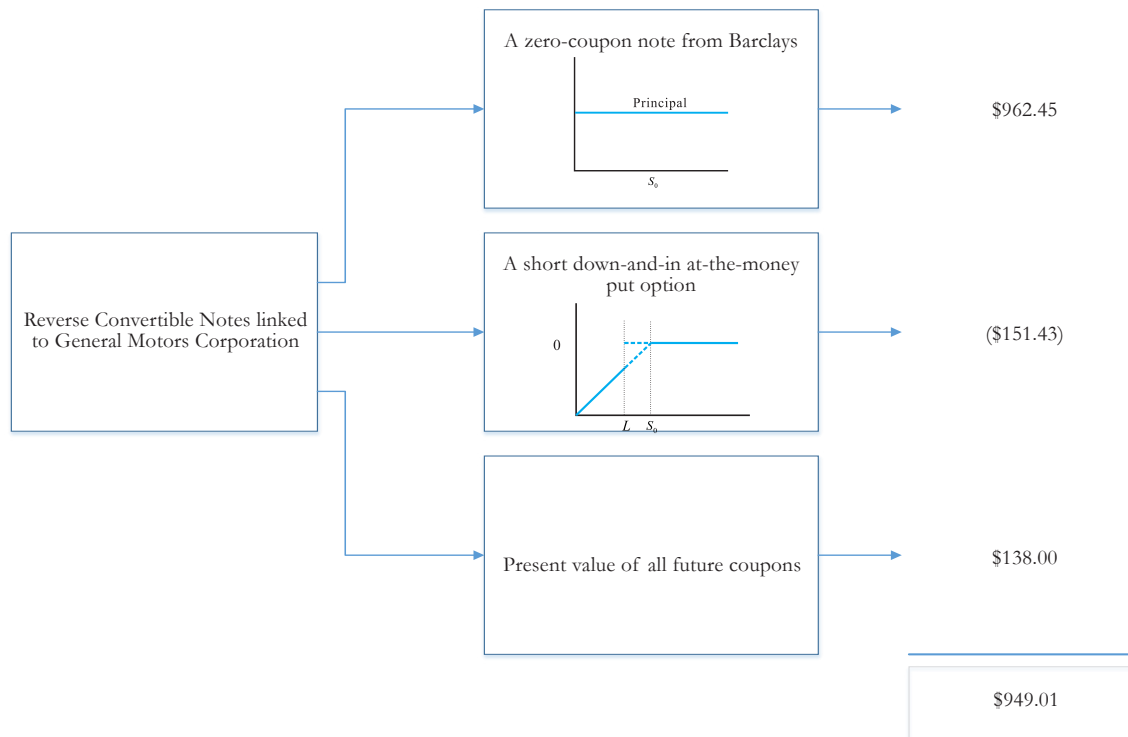 A zero-coupon note from Barclays
Principal
S₀
$962.45
Reverse Convertible Notes linked
to General Motors Corporation
A short down-and-in at-the-money
put option
0
L S₀
($151.43)
Present value of all future coupons
$138.00
$949.01